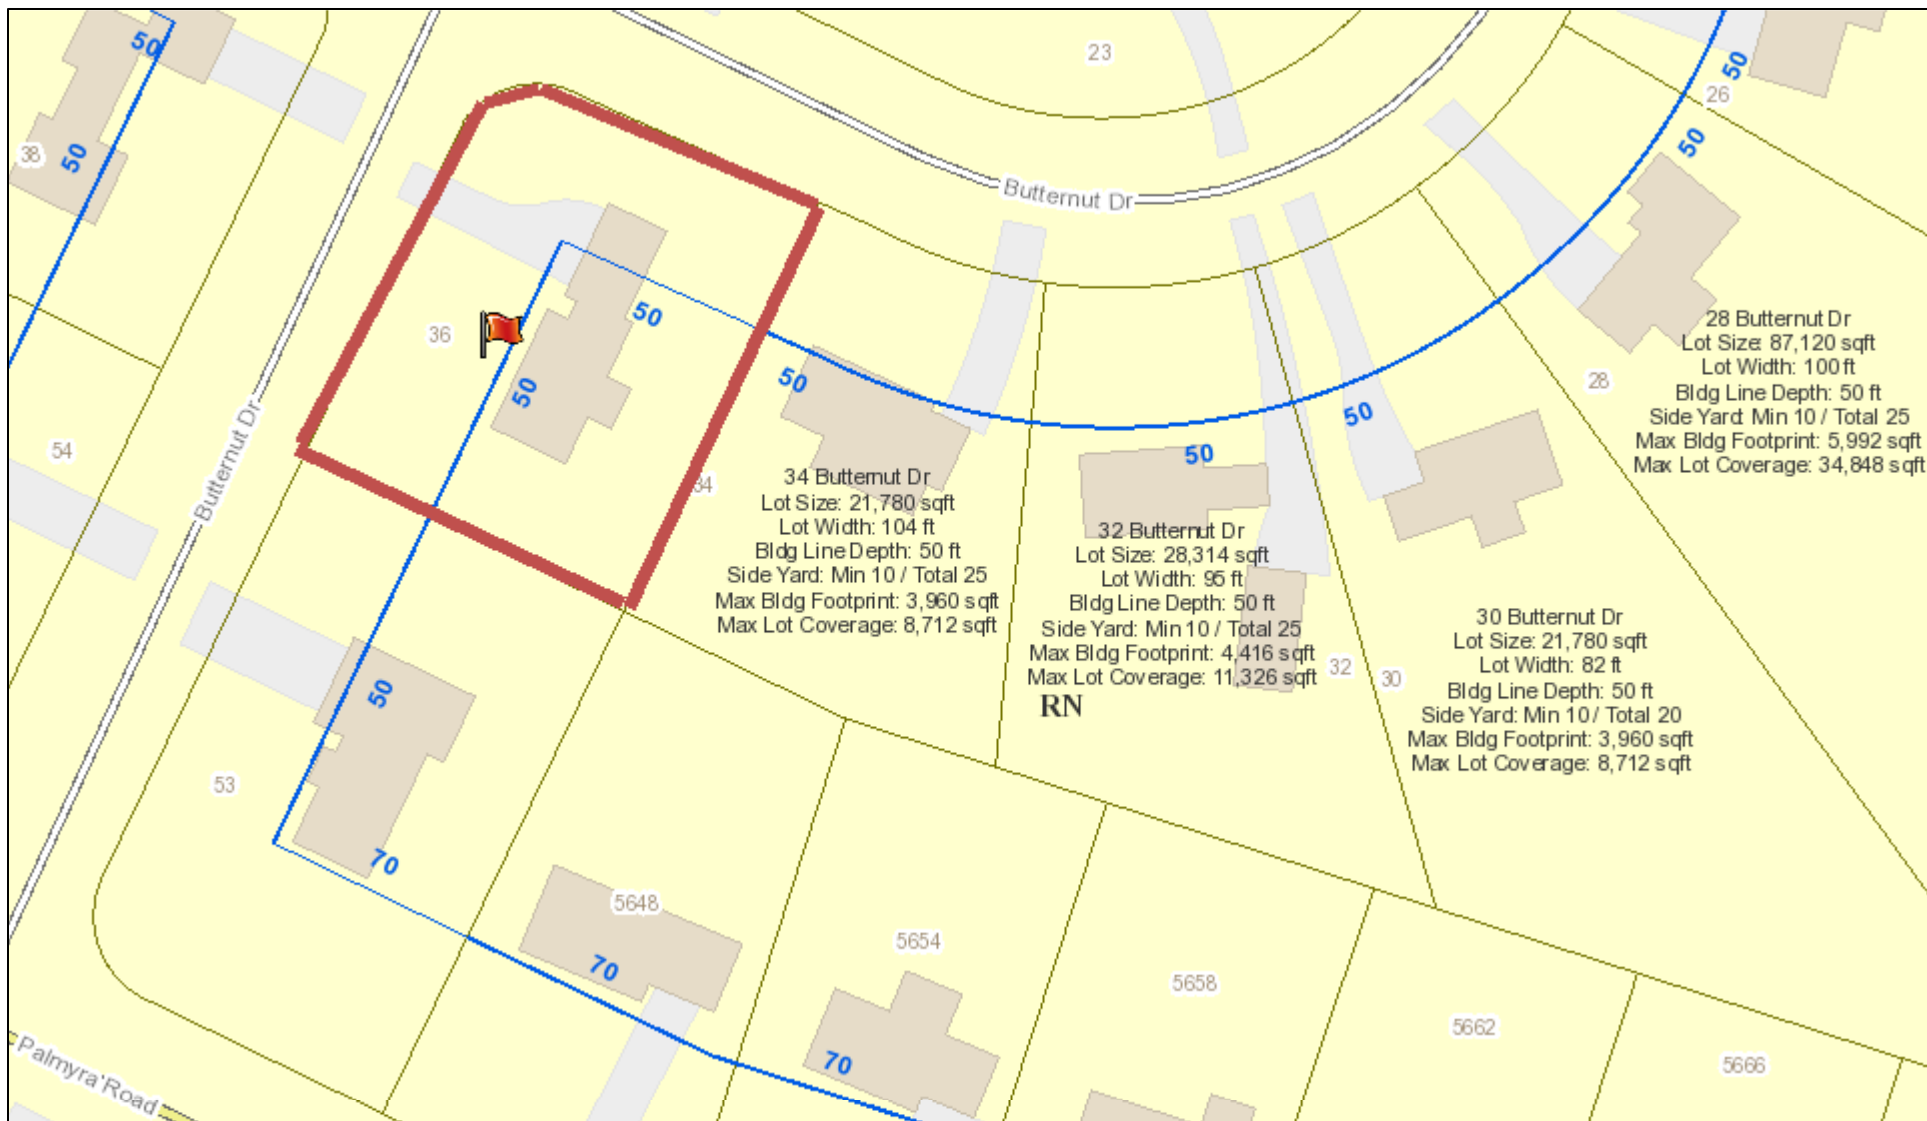 50
23
50
26
50
50
38
Butternut Dr
50
36
50
50
50
50
50
28
28 Butternut Dr
Lot Size: 87,120 sqft
Lot Width: 100 ft
Bldg Line Depth: 50 ft
Side Yard: Min 10 / Total 25
Max Bldg Footprint: 5,992 sqft
Max Lot Coverage: 34,848 sqft
Butternut Dr
54
34
34 Butternut Dr
Lot Size: 21,780 sqft
Lot Width: 104 ft
Bldg Line Depth: 50 ft
Side Yard: Min 10 / Total 25
Max Bldg Footprint: 3,960 sqft
Max Lot Coverage: 8,712 sqft
32 Butternut Dr
Lot Size: 28,314 sqft
Lot Width: 95 ft
Bldg Line Depth: 50 ft
Side Yard: Min 10 / Total 25
Max Bldg Footprint: 4,416 sqft
Max Lot Coverage: 11,326 sqft
RN
32
30
30 Butternut Dr
Lot Size: 21,780 sqft
Lot Width: 82 ft
Bldg Line Depth: 50 ft
Side Yard: Min 10 / Total 20
Max Bldg Footprint: 3,960 sqft
Max Lot Coverage: 8,712 sqft
50
53
70
5648
70
5654
70
5658
5662
5666
Palmyra Road